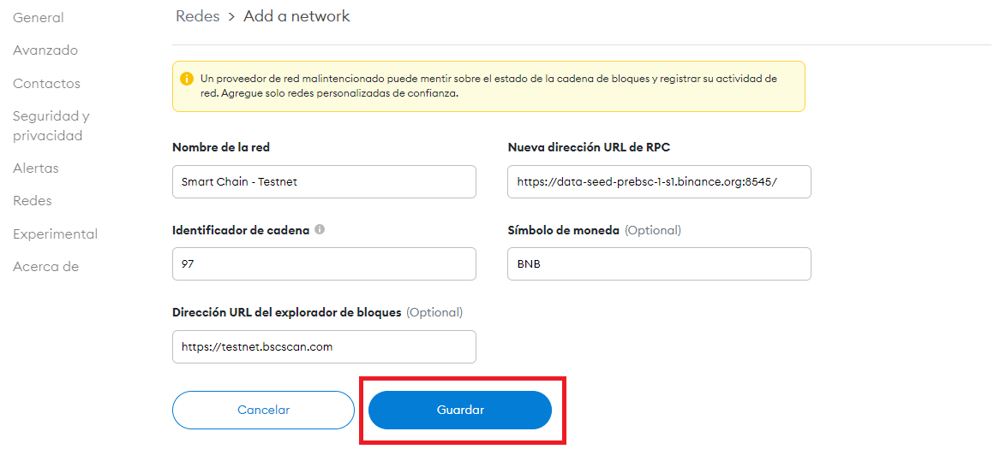 General
Avanzado
Contactos
Seguridad y
privacidad
Alertas
Redes
Experimental
Acerca de
Redes > Add a network
Un proveedor de red malintencionado puede mentir sobre el estado de la cadena de bloques y registrar su actividad de
red. Agregue solo redes personalizadas de confianza.
Nombre de la red
Smart Chain - Testnet
Nueva dirección URL de RPC
https://data-seed-prebsc-1-s1.binance.org:8545/
Identificador de cadena
97
Símbolo de moneda (Optional)
BNB
Dirección URL del explorador de bloques (Optional)
https://testnet.bscscan.com
Cancelar
Guardar